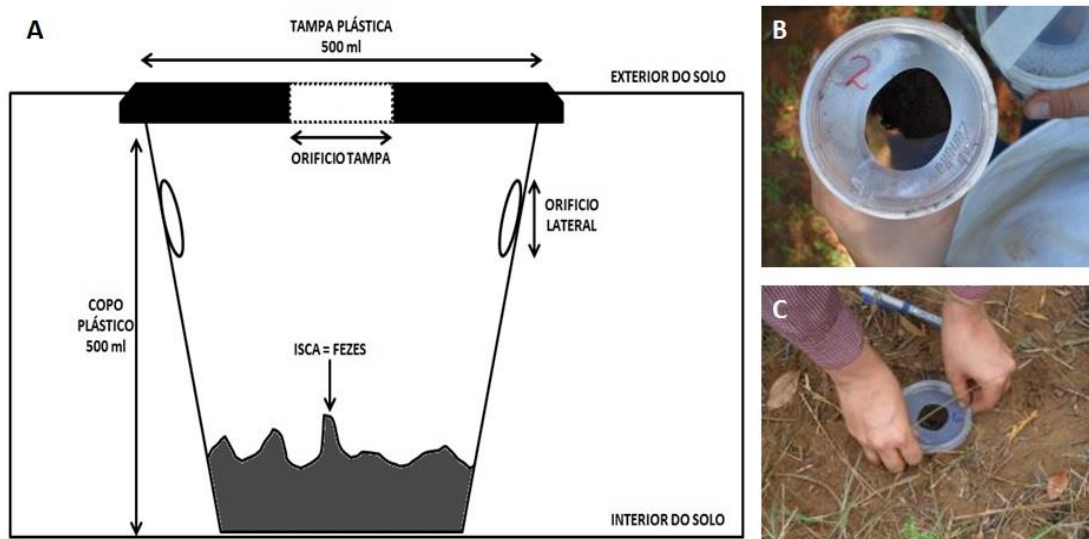 A
TAMPA PLÁSTICA
500 ml
EXTERIOR DO SOLO
ORIFICIO TAMPA
ORIFICIO
LATERAL
COPO
PLÁSTICO
500 ml
ISCA = FEZES
INTERIOR DO SOLO
B
2
C